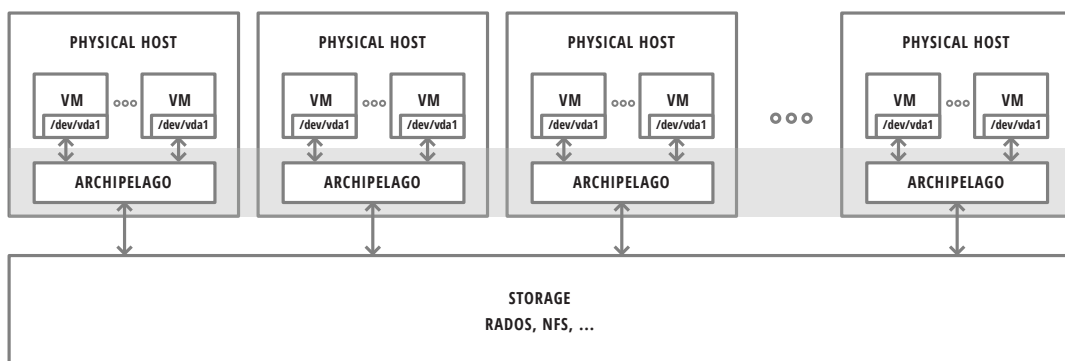 PHYSICAL HOST
VM
VM
/dev/vda1
/dev/vda1
ARCHIPELAGO
PHYSICAL HOST
VM
VM
/dev/vda1
/dev/vda1
ARCHIPELAGO
PHYSICAL HOST
VM
VM
/dev/vda1
/dev/vda1
ARCHIPELAGO
PHYSICAL HOST
VM
VM
/dev/vda1
/dev/vda1
ARCHIPELAGO
STORAGE
RADOS, NFS, ...